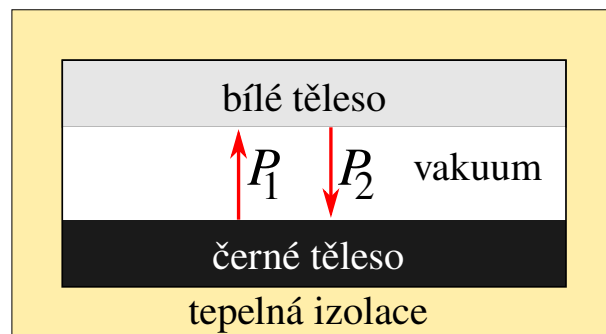 bílé těleso
P₁ P₂ vakuum
černé těleso
tepelná izolace